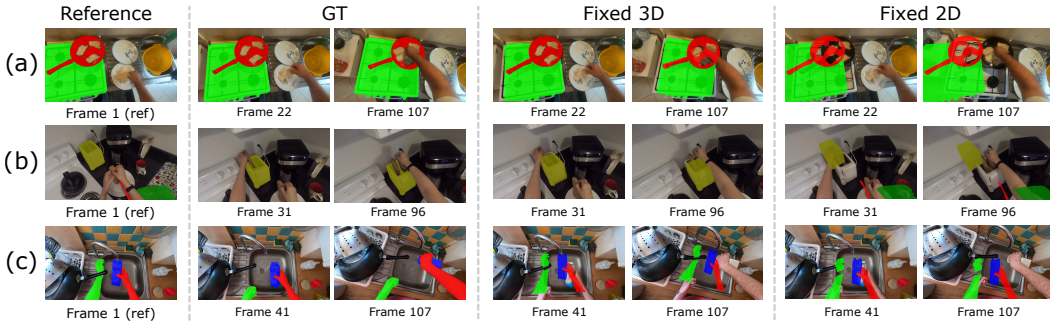 Reference GT Fixed 3D Fixed 2D
(a)
Frame 1 (ref) Frame 22 Frame 107 Frame 22 Frame 107 Frame 22 Frame 107
(b)
Frame 1 (ref) Frame 31 Frame 96 Frame 31 Frame 96 Frame 31 Frame 96
(c)
Frame 1 (ref) Frame 41 Frame 107 Frame 41 Frame 107 Frame 41 Frame 107